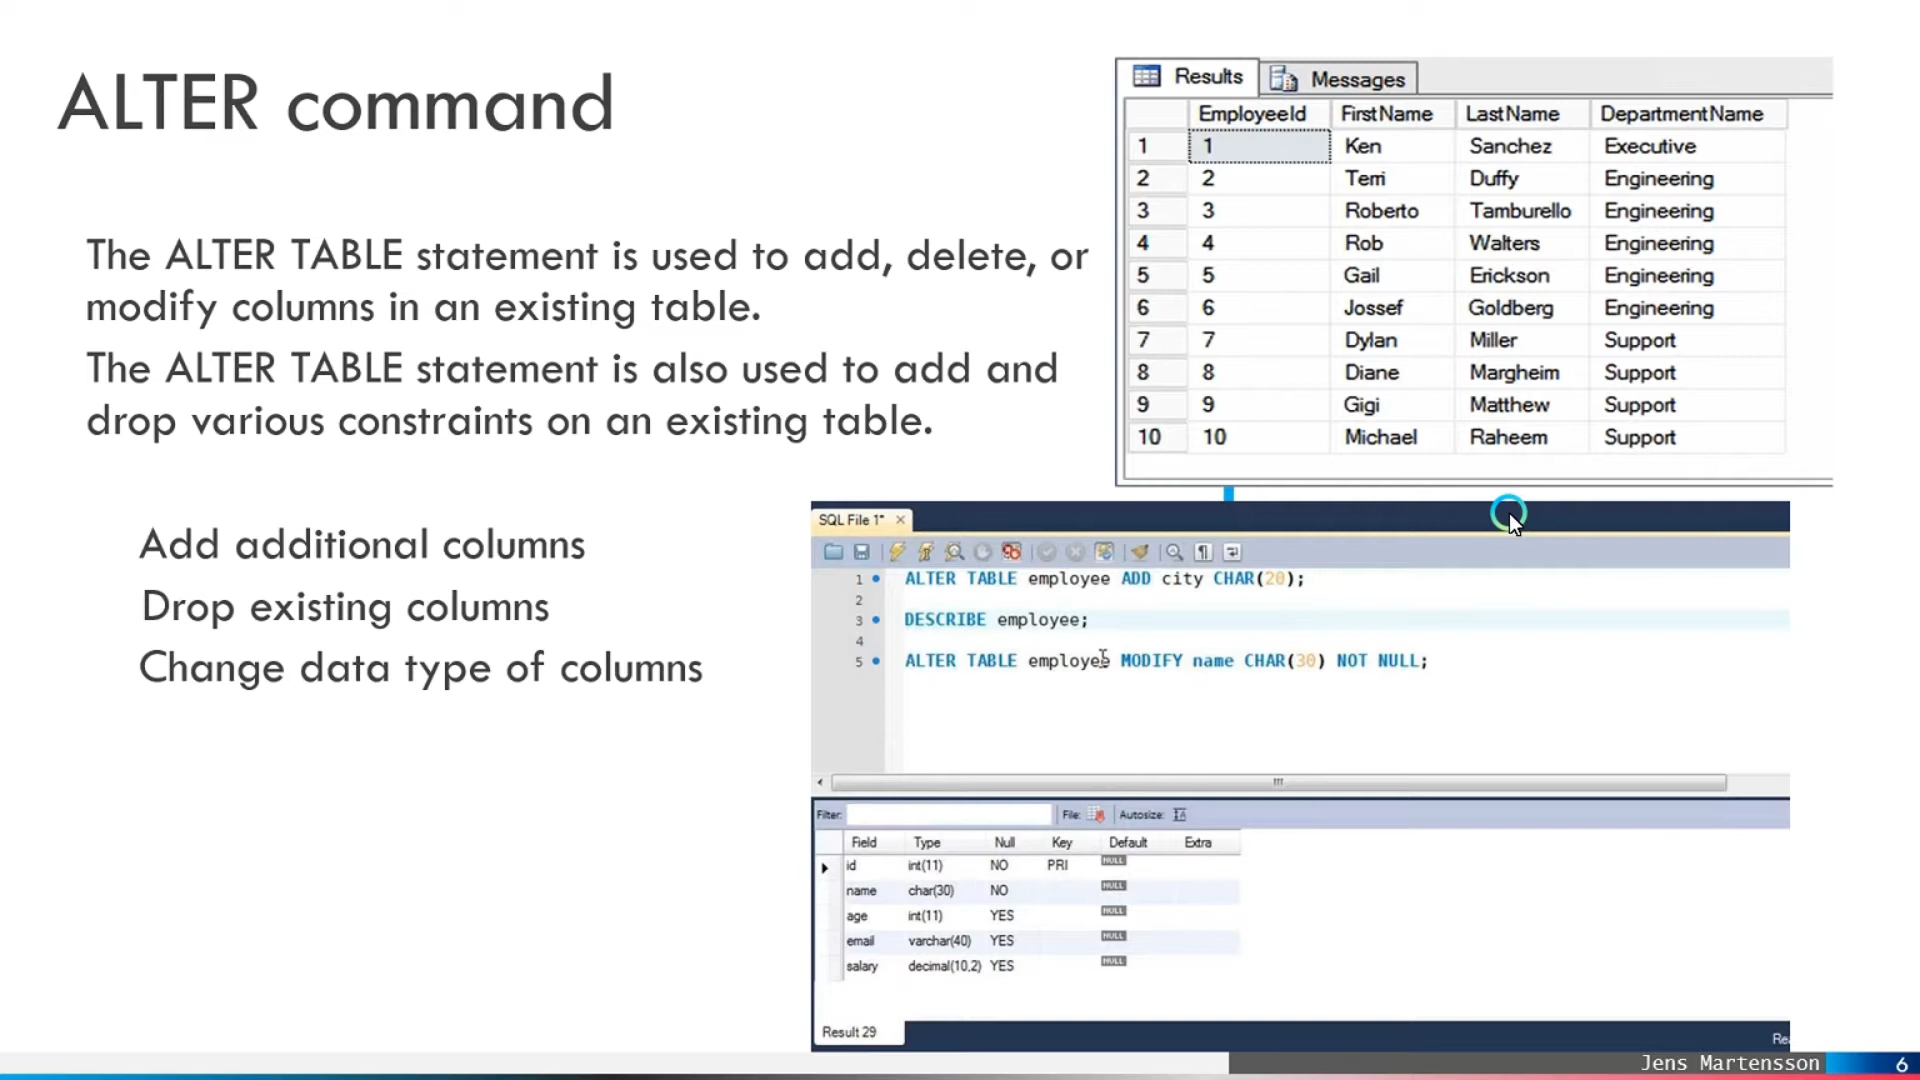 ALTER command
The ALTER TABLE statement is used to add, delete, or
modify columns in an existing table.
The ALTER TABLE statement is also used to add and
drop various constraints on an existing table.
Add additional columns
Drop existing columns
Change data type of columns
Results Messages
EmployeeId FirstName LastName DepartmentName
1 1 Ken Sanchez Executive
2 2 Terri Duffy Engineering
3 3 Roberto Tamburello Engineering
4 4 Rob Walters Engineering
5 5 Gail Erickson Engineering
6 6 Jossef Goldberg Engineering
7 7 Dylan Miller Support
8 8 Diane Margheim Support
9 9 Gigi Matthew Support
10 10 Michael Raheem Support
SQL File 1*
1 ALTER TABLE employee ADD city CHAR(20);
2
3 DESCRIBE employee;
4
5 ALTER TABLE employee MODIFY name CHAR(30) NOT NULL;
Filter: File: Autosize:
Field Type Null Key Default Extra
id int(11) NO PRI NULL
name char(30) NO NULL
age int(11) YES NULL
email varchar(40) YES NULL
salary decimal(10,2) YES NULL
Result 29
Jens Martensson 6